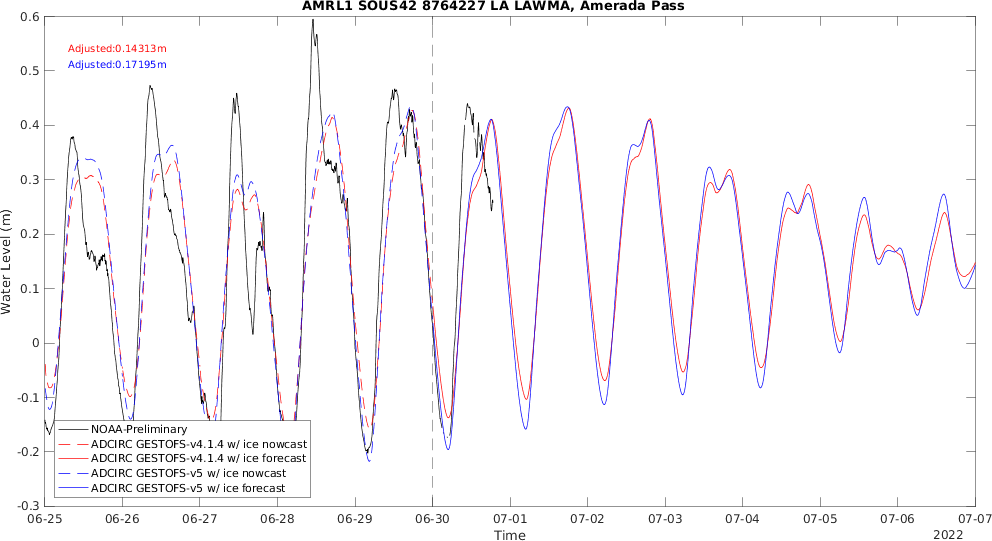 AMRL1 SOUS42 8764227 LA LAWMA, Amerada Pass
Adjusted:0.14313m
Adjusted:0.17195m
Water Level (m)
0.6
0.5
0.4
0.3
0.2
0.1
0
-0.1
-0.2
-0.3
NOAA-Preliminary
ADCIRC GESTOFS-v4.1.4 w/ ice nowcast
ADCIRC GESTOFS-v4.1.4 w/ ice forecast
ADCIRC GESTOFS-v5 w/ ice nowcast
ADCIRC GESTOFS-v5 w/ ice forecast
06-25 06-26 06-27 06-28 06-29 06-30 07-01 07-02 07-03 07-04 07-05 07-06 07-07
Time
2022